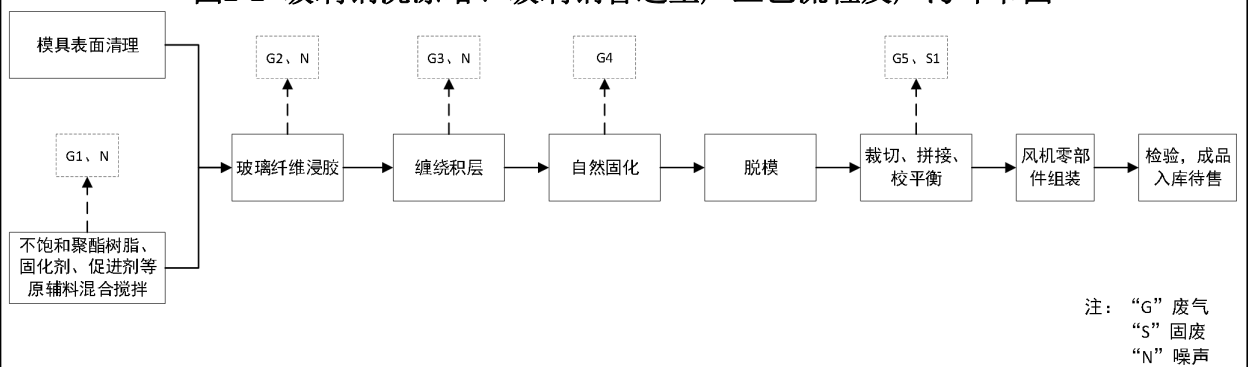 模具表面清理
G2、N
G3、N
G4
G5、S1
G1、N
玻璃纤维浸胶
缠绕积层
自然固化
脱模
裁切、拼接、
校平衡
风机零部
件组装
检验，成品
入库待售
不饱和聚酯树脂、
固化剂、促进剂等
原辅料混合搅拌
注：“G”废气
“S”固废
“N”噪声